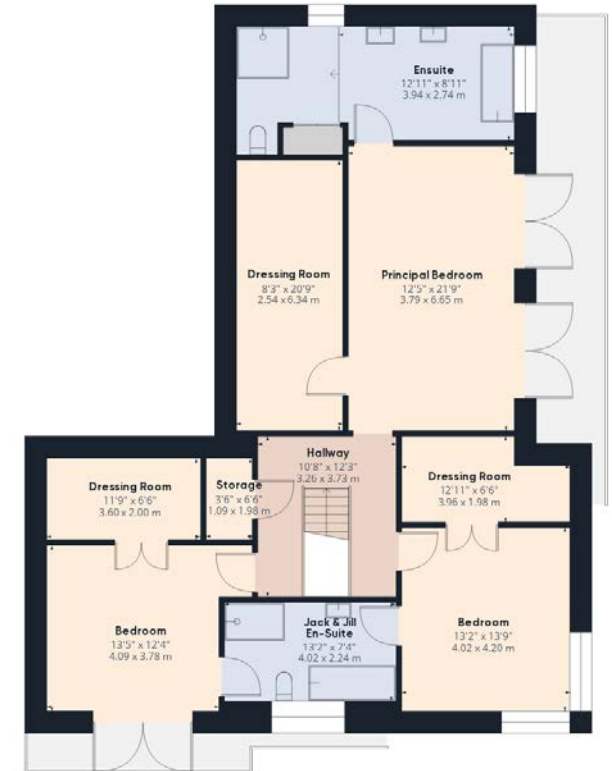 Ensuite
12'11" x 8'11"
3.94 x 2.74 m
Dressing Room
8'3" x 20'9"
2.54 x 6.34 m
Principal Bedroom
12'5" x 21'9"
3.79 x 6.65 m
Hallway
10'8" x 12'3"
3.26 x 3.73 m
Dressing Room
11'9" x 6'6"
3.60 x 2.00 m
Storage
3'6" x 6'6"
1.09 x 1.98 m
Dressing Room
12'11" x 6'6"
3.96 x 1.98 m
Bedroom
13'5" x 12'4"
4.09 x 3.78 m
Jack & Jill
En-Suite
13'2" x 7'4"
4.02 x 2.24 m
Bedroom
13'2" x 13'9"
4.02 x 4.20 m